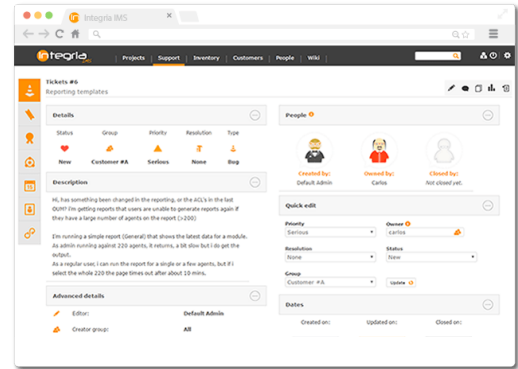 Integria IMS
integria
Projects | Support | Inventory | Customers | People | Wiki
Tickets #6
Reporting templates
Details
Status Group Priority Resolution Type
New Customer #A Serious None Bug
Description
Hi, has something been changed in the reporting, or the ACL's in the last
OUM? I'm getting reports that users are unable to generate reports again if
they have a large number of agents on the report (>200)
I'm running a simple report (General) that shows the latest data for a module.
As admin running against 220 agents, it returns, a bit slow but i do get the
output.
As a regular user, i can run the report for a single or a few agents, but if i
select the whole 220 the page times out after about 10 mins.
Advanced details
Editor: Default Admin
Creator group: All
People
Created by: Owned by: Closed by:
Default Admin Carlos Not closed yet.
Quick edit
Priority Owner
Serious carlos
Resolution Status
None New
Group
Customer #A Update
Dates
Created on: Updated on: Closed on: